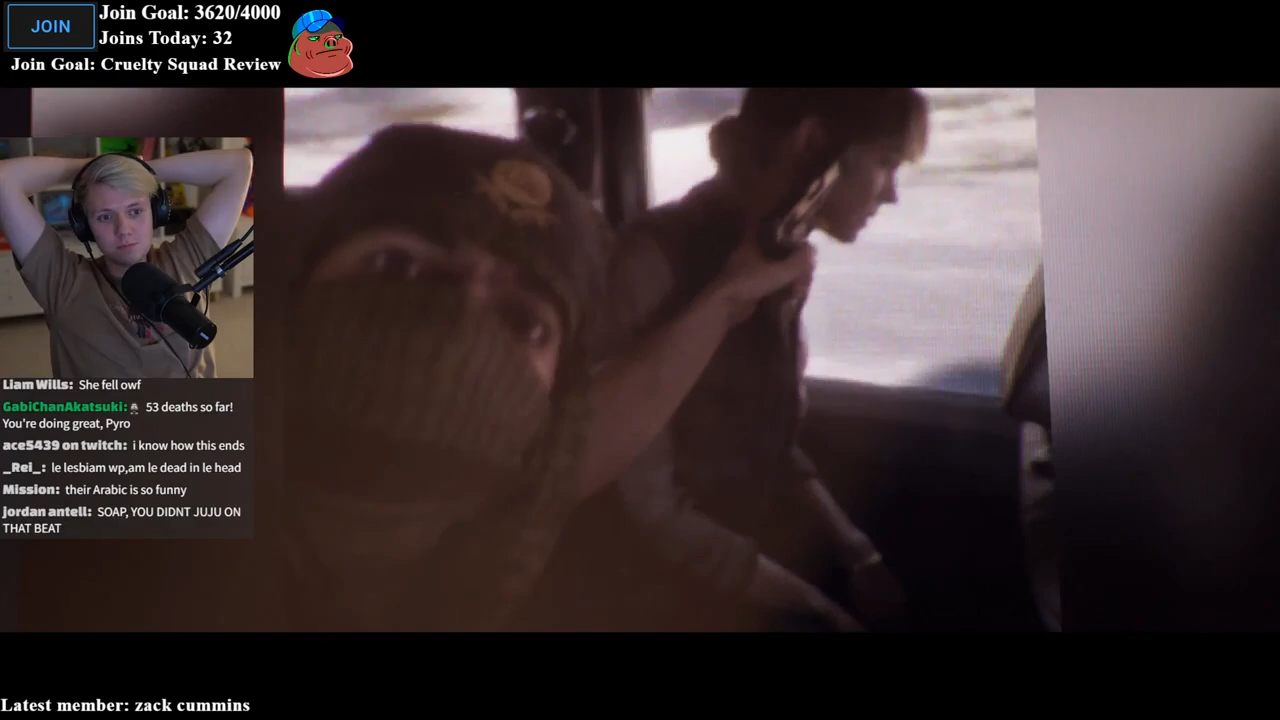 JOIN
Join Goal: 3620/4000
Joins Today: 32
Join Goal: Cruelty Squad Review
Liam Wills: She fell owf
GabiChanAkatsuki: 53 deaths so far!
You're doing great, Pyro
ace5439 on twitch: i know how this ends
_Rei_: le lesbiam wp,am le dead in le head
Mission: their Arabic is so funny
jordan antell: SOAP, YOU DIDNT JUJU ON
THAT BEAT
Latest member: zack cummins